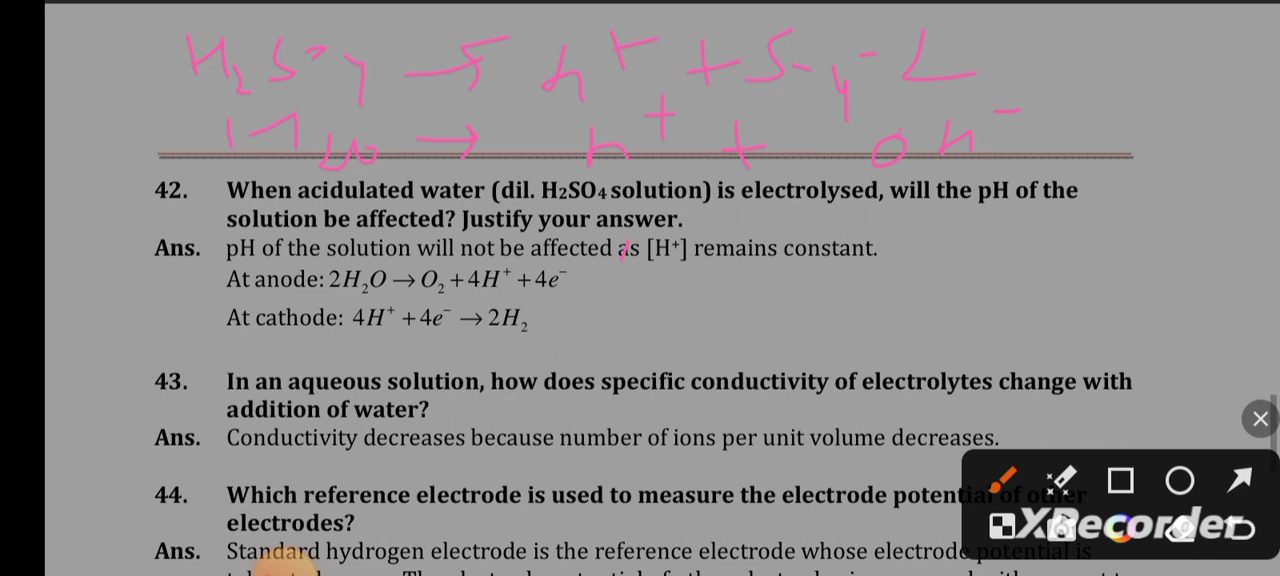 H₂SO4 → h⁺ + SO4⁻²
H₂O → h⁺ + oh⁻
42. When acidulated water (dil. H₂SO₄ solution) is electrolysed, will the pH of the
solution be affected? Justify your answer.
Ans. pH of the solution will not be affected as [H⁺] remains constant.
At anode: 2H₂O → O₂ + 4H⁺ + 4e⁻
At cathode: 4H⁺ + 4e⁻ → 2H₂
43. In an aqueous solution, how does specific conductivity of electrolytes change with
addition of water?
Ans. Conductivity decreases because number of ions per unit volume decreases.
44. Which reference electrode is used to measure the electrode potential of other
electrodes?
Ans. Standard hydrogen electrode is the reference electrode whose electrode potential is
XRecorder